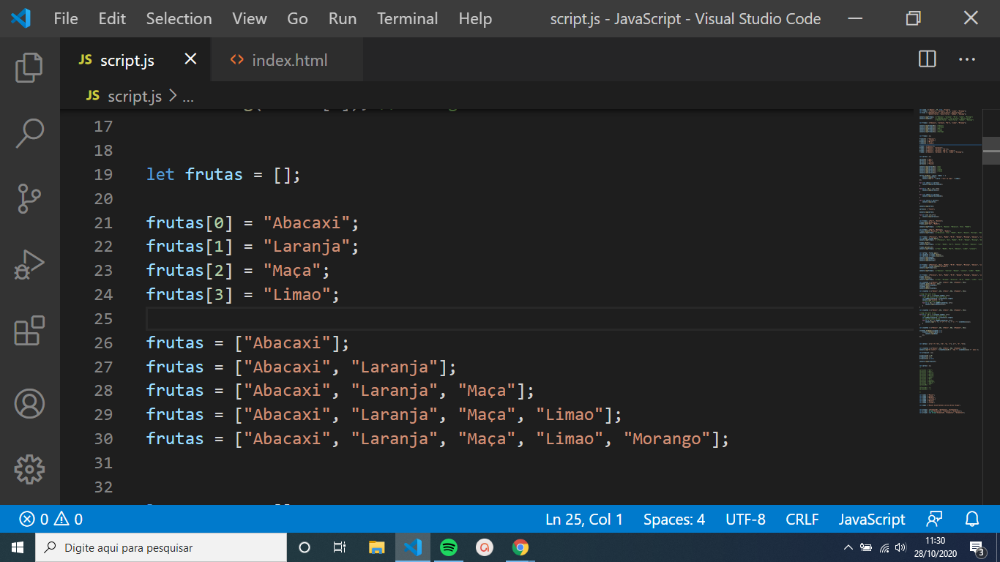 File Edit Selection View Go Run Terminal Help script.js - JavaScript - Visual Studio Code
JS script.js index.html
JS script.js > ...
17
18
19 let frutas = [];
20
21 frutas[0] = "Abacaxi";
22 frutas[1] = "Laranja";
23 frutas[2] = "Maça";
24 frutas[3] = "Limao";
25
26 frutas = ["Abacaxi"];
27 frutas = ["Abacaxi", "Laranja"];
28 frutas = ["Abacaxi", "Laranja", "Maça"];
29 frutas = ["Abacaxi", "Laranja", "Maça", "Limao"];
30 frutas = ["Abacaxi", "Laranja", "Maça", "Limao", "Morango"];
31
32
0 0 Ln 25, Col 1 Spaces: 4 UTF-8 CRLF JavaScript
Digite aqui para pesquisar
11:30
28/10/2020
3